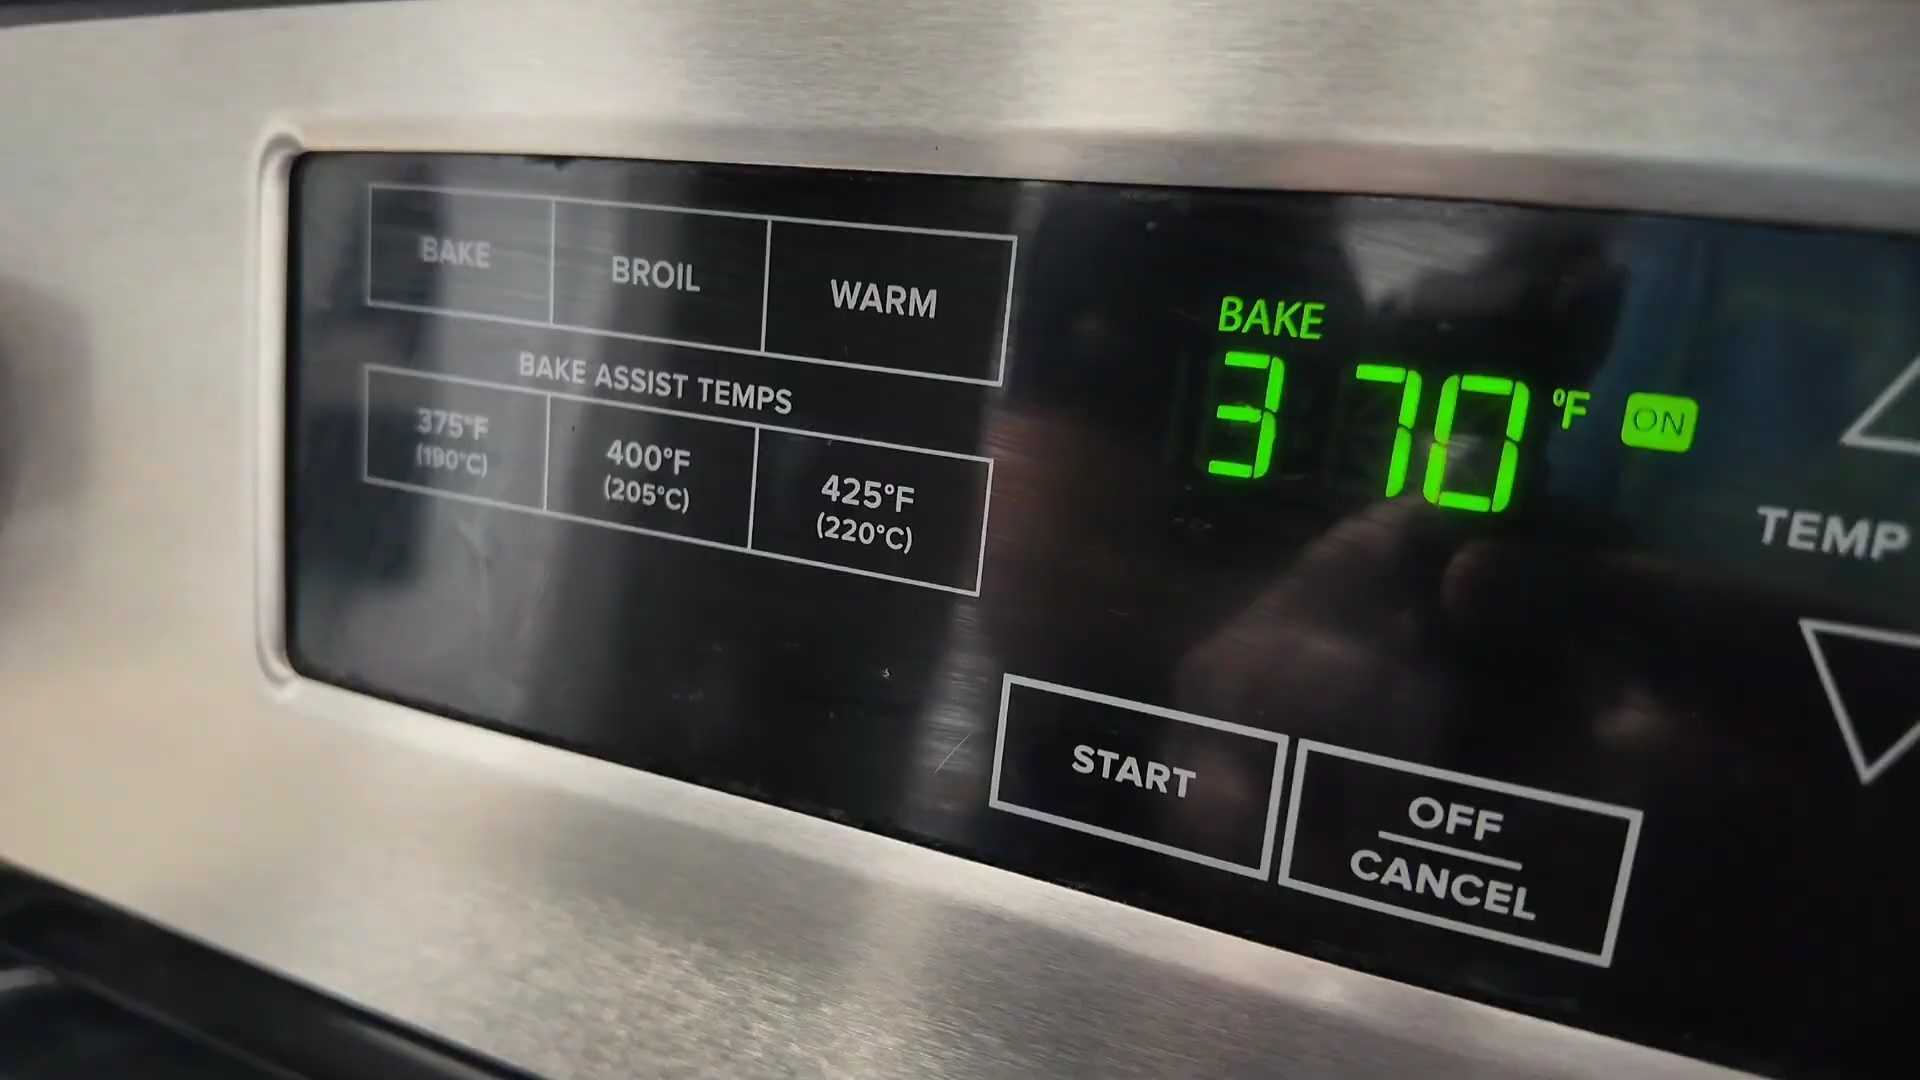 BAKE BROIL WARM
BAKE ASSIST TEMPS
375°F
(190°C)
400°F
(205°C)
425°F
(220°C)
BAKE
370 °F ON
TEMP
START
OFF
CANCEL